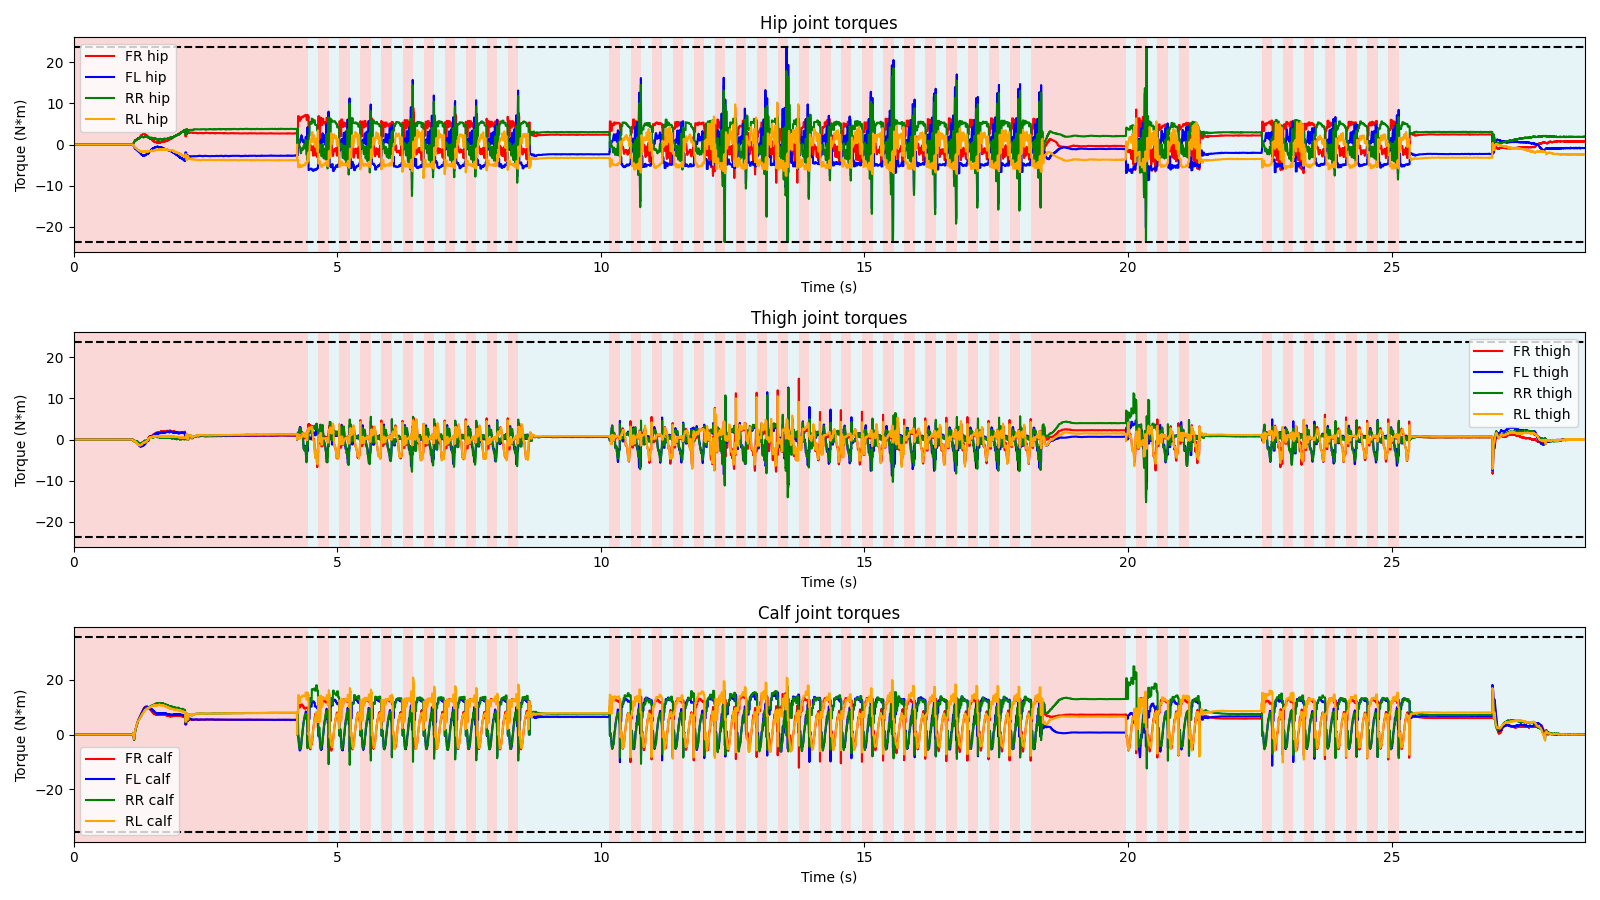 Hip joint torques
20
10
0
−10
−20
Torque (N*m)
FR hip
FL hip
RR hip
RL hip
0 5 10 15 20 25
Time (s)
Thigh joint torques
20
10
0
−10
−20
Torque (N*m)
FR thigh
FL thigh
RR thigh
RL thigh
0 5 10 15 20 25
Time (s)
Calf joint torques
20
0
−20
Torque (N*m)
FR calf
FL calf
RR calf
RL calf
0 5 10 15 20 25
Time (s)